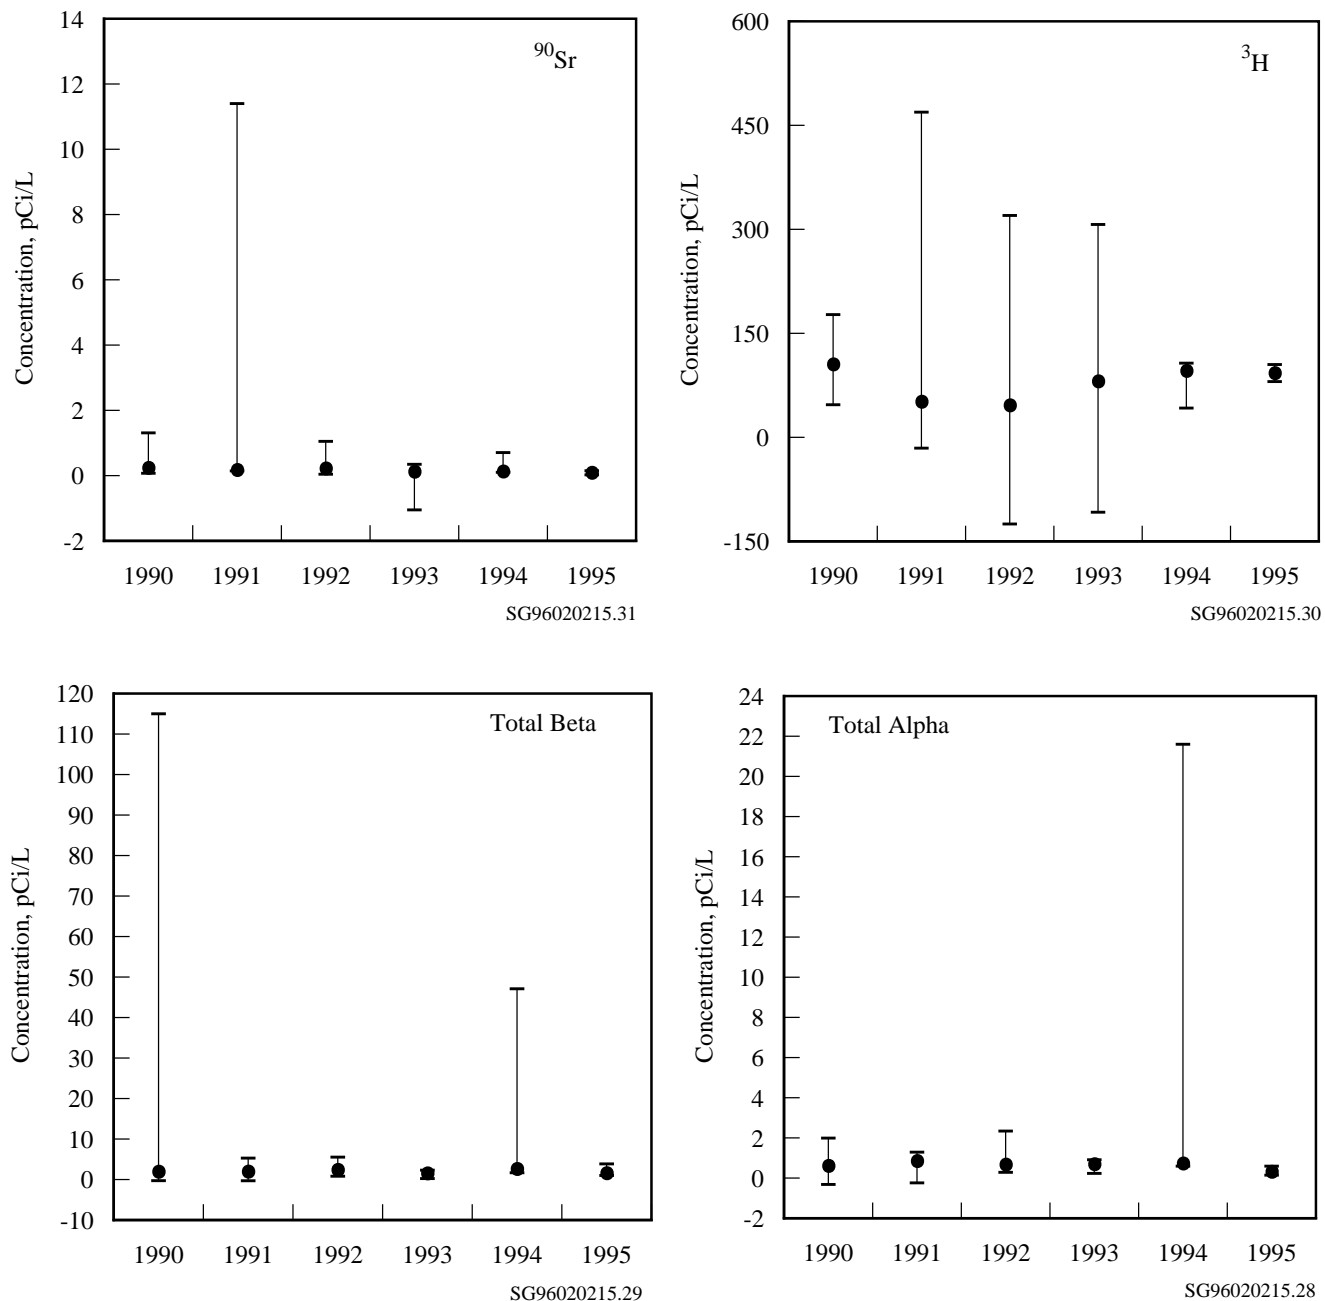 14
12
10
8
6
4
2
0
-2
Concentration, pCi/L
⁹⁰Sr
1990 1991 1992 1993 1994 1995
SG96020215.31
600
450
300
150
0
-150
Concentration, pCi/L
³H
1990 1991 1992 1993 1994 1995
SG96020215.30
120
110
100
90
80
70
60
50
40
30
20
10
0
-10
Concentration, pCi/L
Total Beta
1990 1991 1992 1993 1994 1995
SG96020215.29
24
22
20
18
16
14
12
10
8
6
4
2
0
-2
Concentration, pCi/L
Total Alpha
1990 1991 1992 1993 1994 1995
SG96020215.28